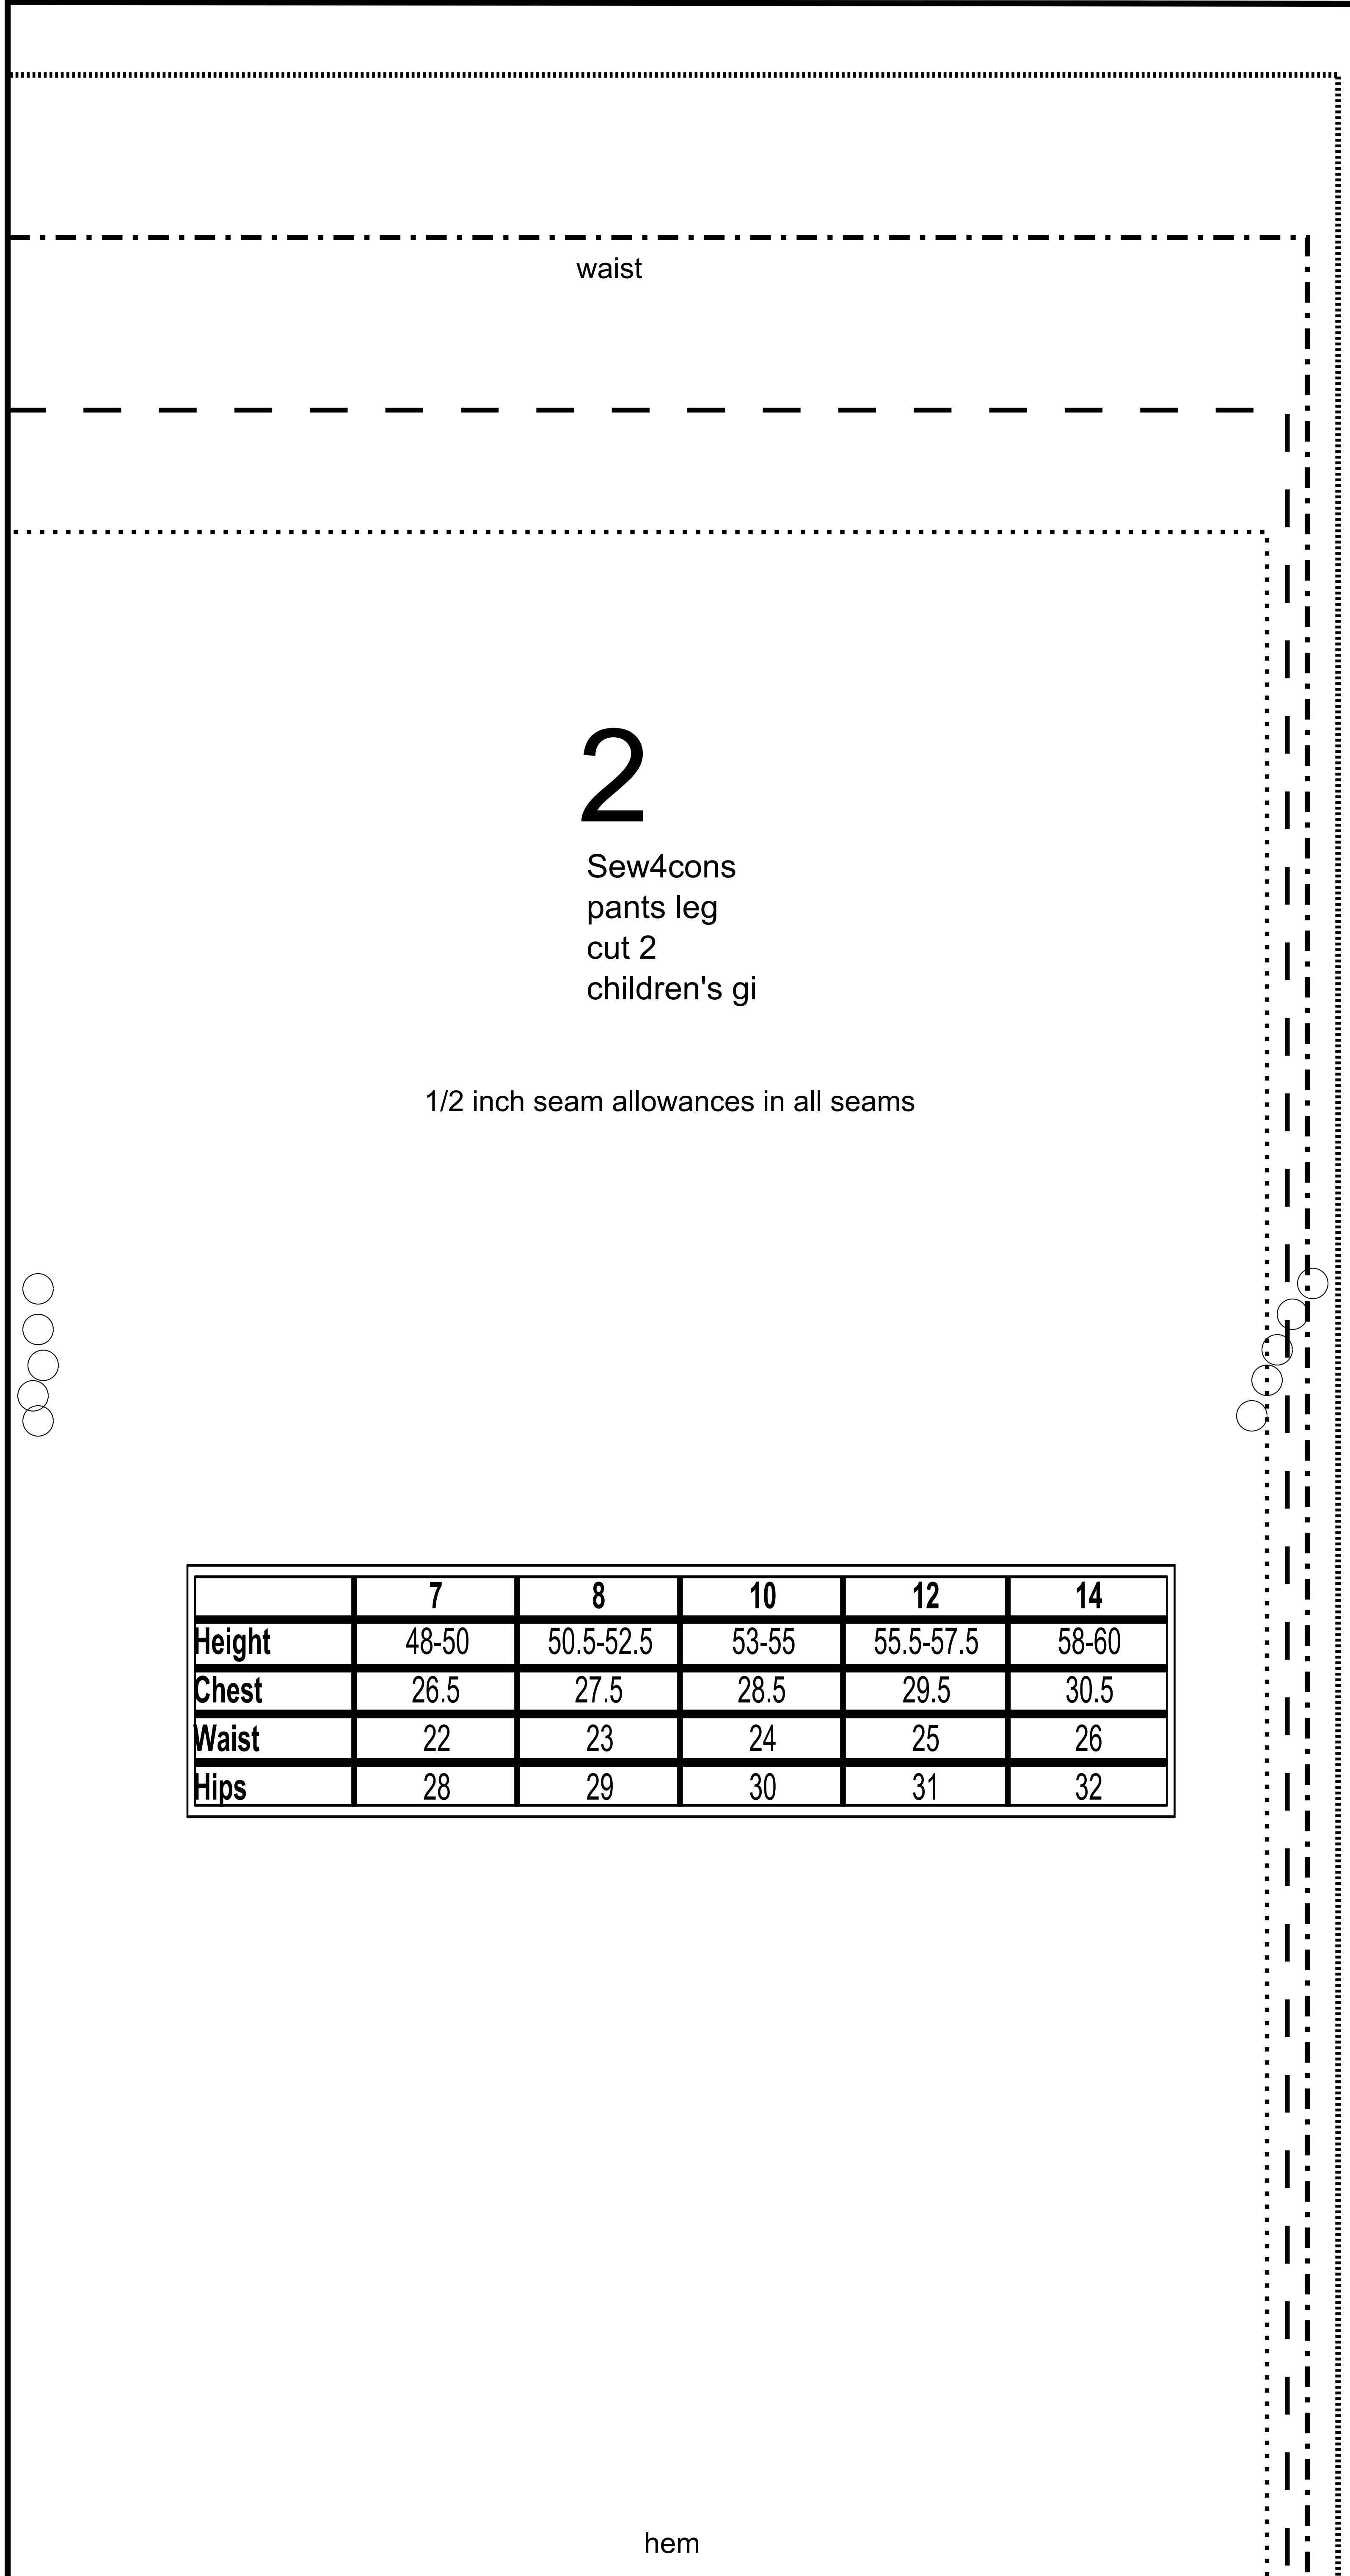 waist
2
Sew4cons
pants leg
cut 2
children's gi
1/2 inch seam allowances in all seams
7 8 10 12 14
Height 48-50 50.5-52.5 53-55 55.5-57.5 58-60
Chest 26.5 27.5 28.5 29.5 30.5
Waist 22 23 24 25 26
Hips 28 29 30 31 32
hem